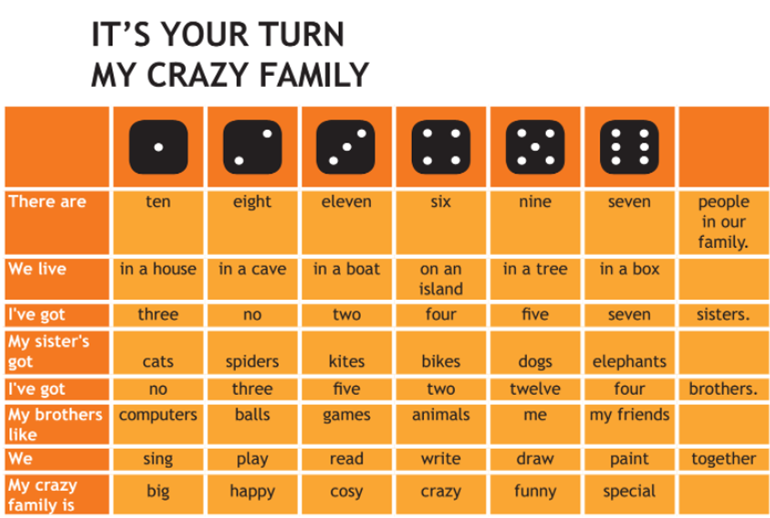 IT'S YOUR TURN
MY CRAZY FAMILY
There are ten eight eleven six nine seven people
in our
family.
We live in a house in a cave in a boat on an in a tree in a box
island
I've got three no two four five seven sisters.
My sister's
got cats spiders kites bikes dogs elephants
I've got no three five two twelve four brothers.
My brothers computers balls games animals me my friends
like
We sing play read write draw paint together
My crazy
family is big happy cosy crazy funny special